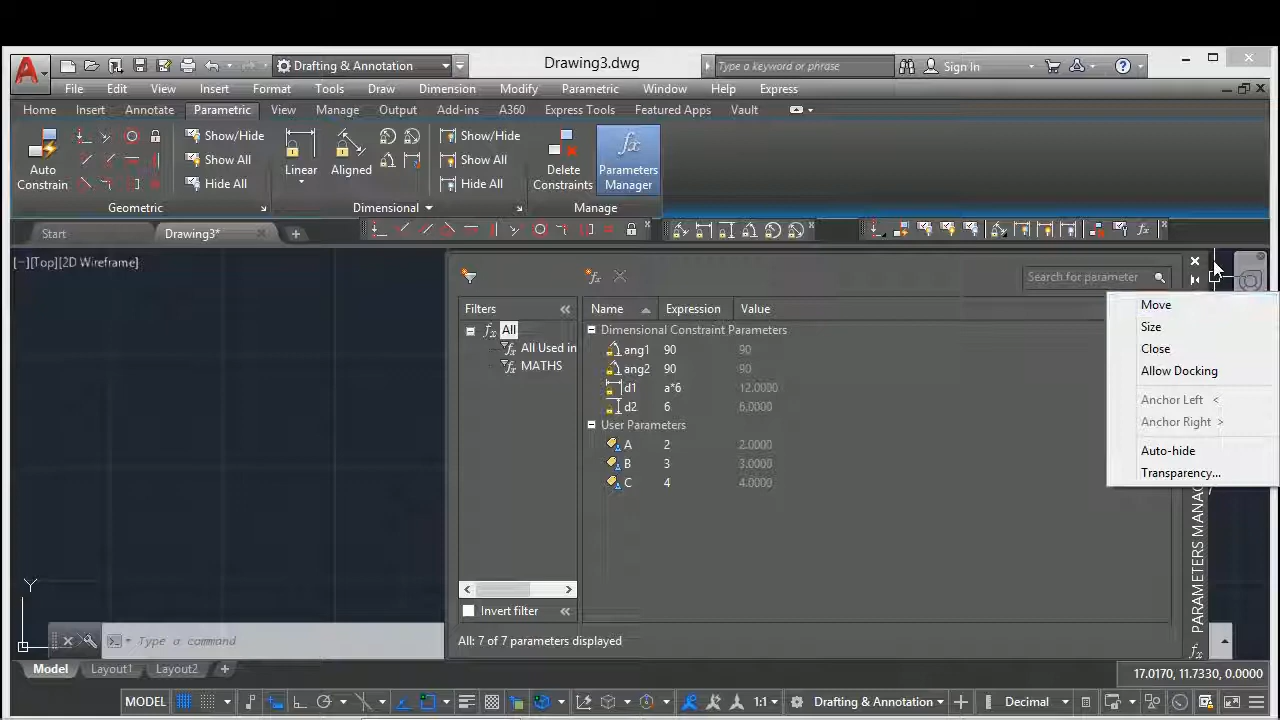 Drafting & Annotation
Drawing3.dwg
Type a keyword or phrase
Sign In
File Edit View Insert Format Tools Draw Dimension Modify Parametric Window Help Express
Home Insert Annotate Parametric View Manage Output Add-ins A360 Express Tools Featured Apps Vault
Auto Constrain
Show/Hide
Show All
Hide All
Geometric
Linear
Aligned
Show/Hide
Show All
Hide All
Dimensional
Delete Constraints
Parameters Manager
Manage
Start
Drawing3*
[−][Top][2D Wireframe]
Search for parameter
Filters
All
All Used in
MATHS
Invert filter
All: 7 of 7 parameters displayed
Name Expression Value
Dimensional Constraint Parameters
ang1 90 90
ang2 90 90
d1 a*6 12.0000
d2 6 6.0000
User Parameters
A 2 2.0000
B 3 3.0000
C 4 4.0000
Move
Size
Close
Allow Docking
Anchor Left <
Anchor Right >
Auto-hide
Transparency...
fx PARAMETERS MANAG
Y
Type a command
Model Layout1 Layout2
17.0170, 11.7330, 0.0000
MODEL
1:1
Drafting & Annotation
Decimal